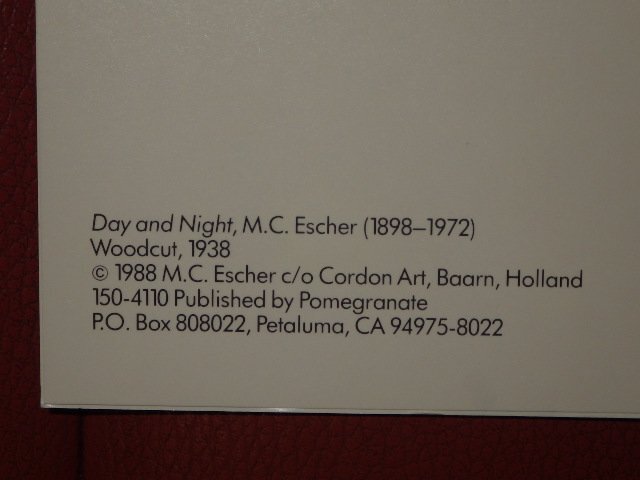 Day and Night, M.C. Escher (1898–1972)
Woodcut, 1938
© 1988 M.C. Escher c/o Cordon Art, Baarn, Holland
150-4110 Published by Pomegranate
P.O. Box 808022, Petaluma, CA 94975-8022